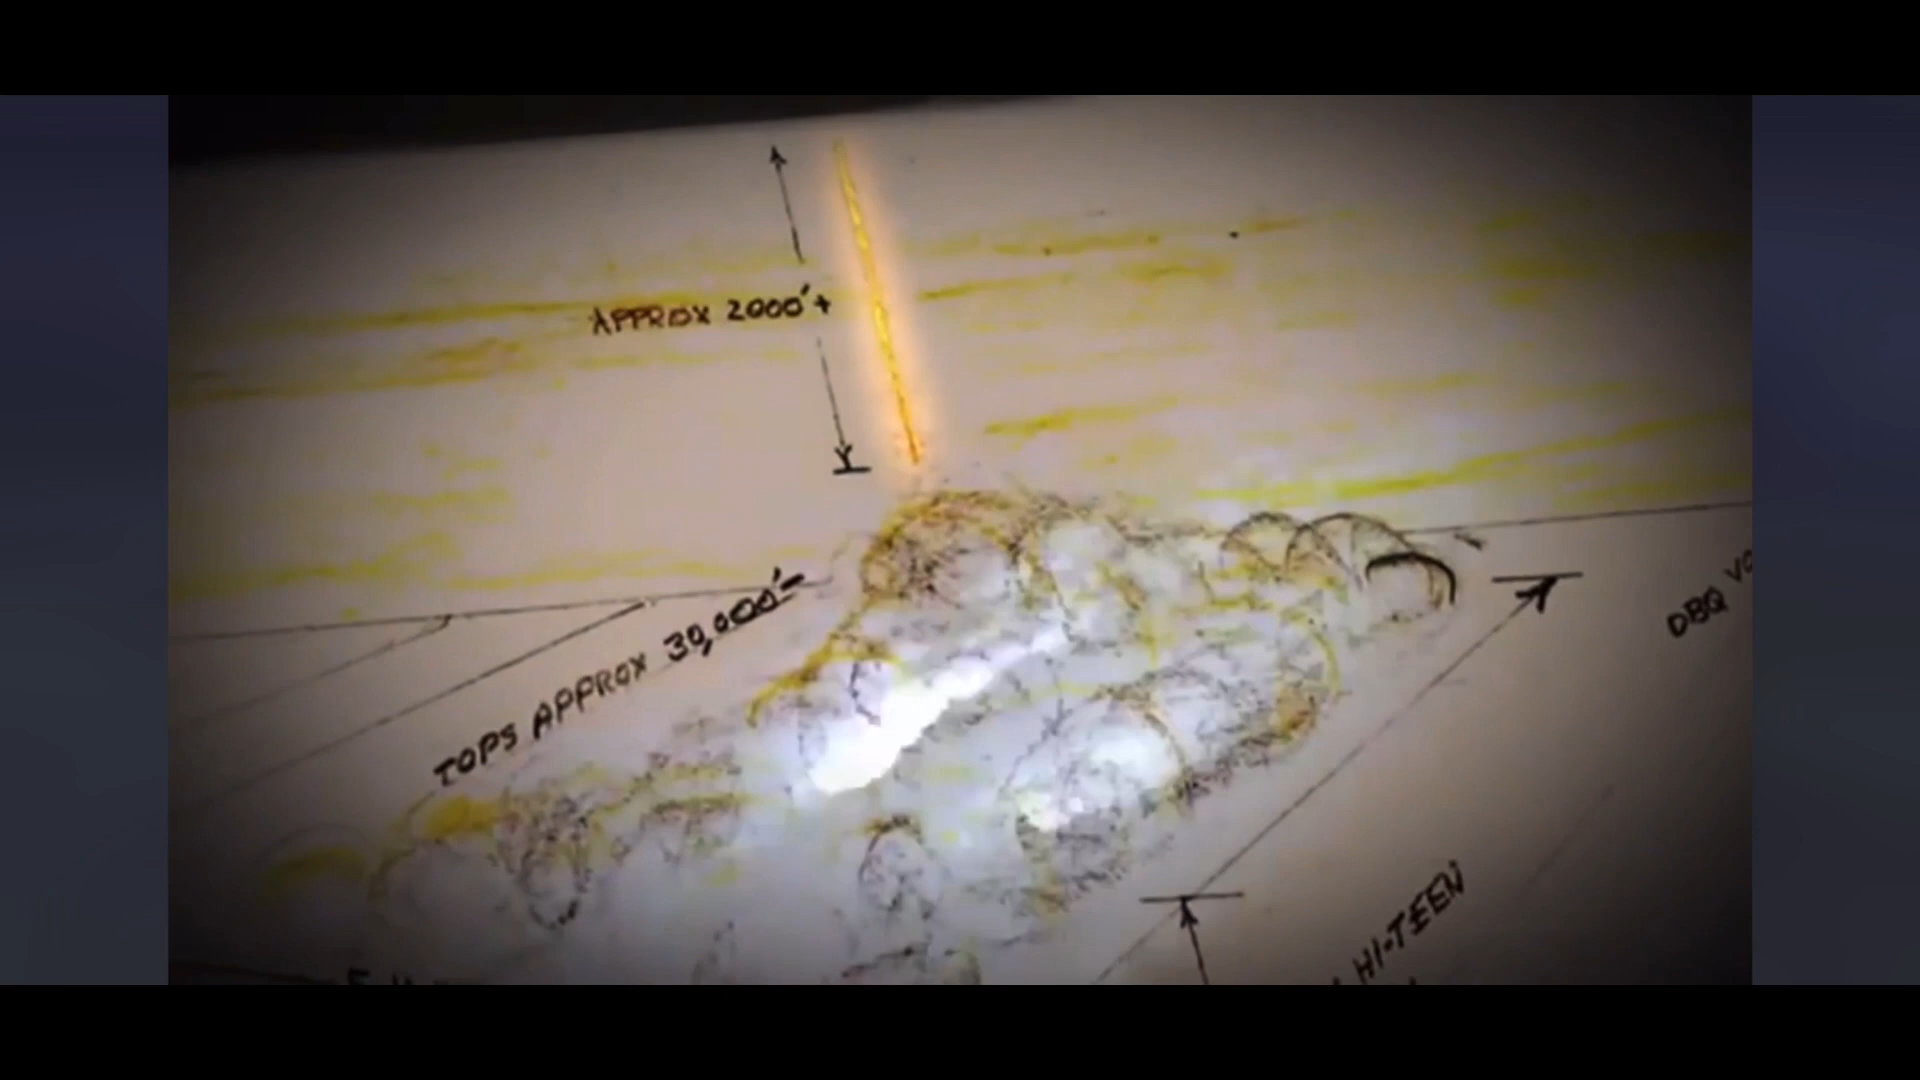 APPROX 2000'+
TOPS APPROX 30,000'
DBQ
HI-TEEN